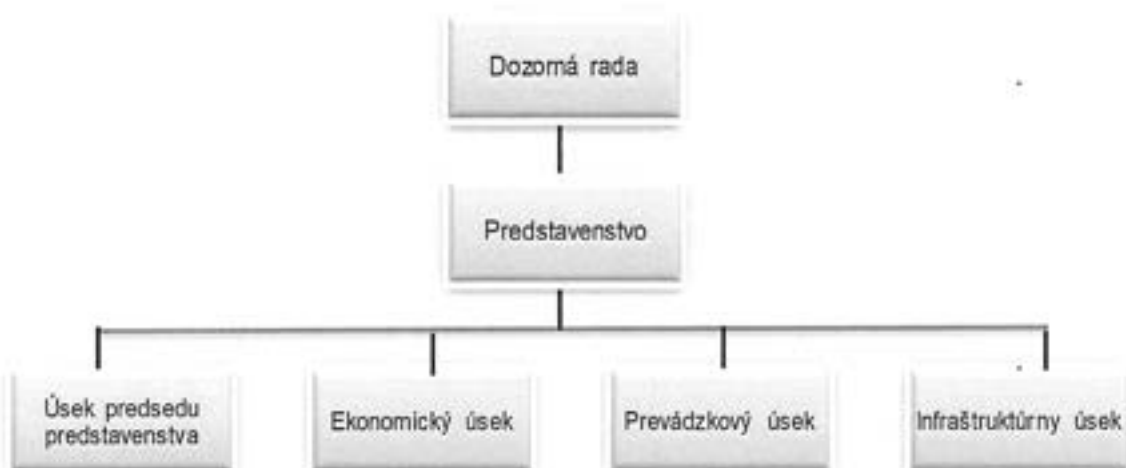 Dozorná rada
Predstavenstvo
Úsek predsedu
predstavenstva
Ekonomický úsek
Prevádzkový úsek
Infraštruktúrny úsek